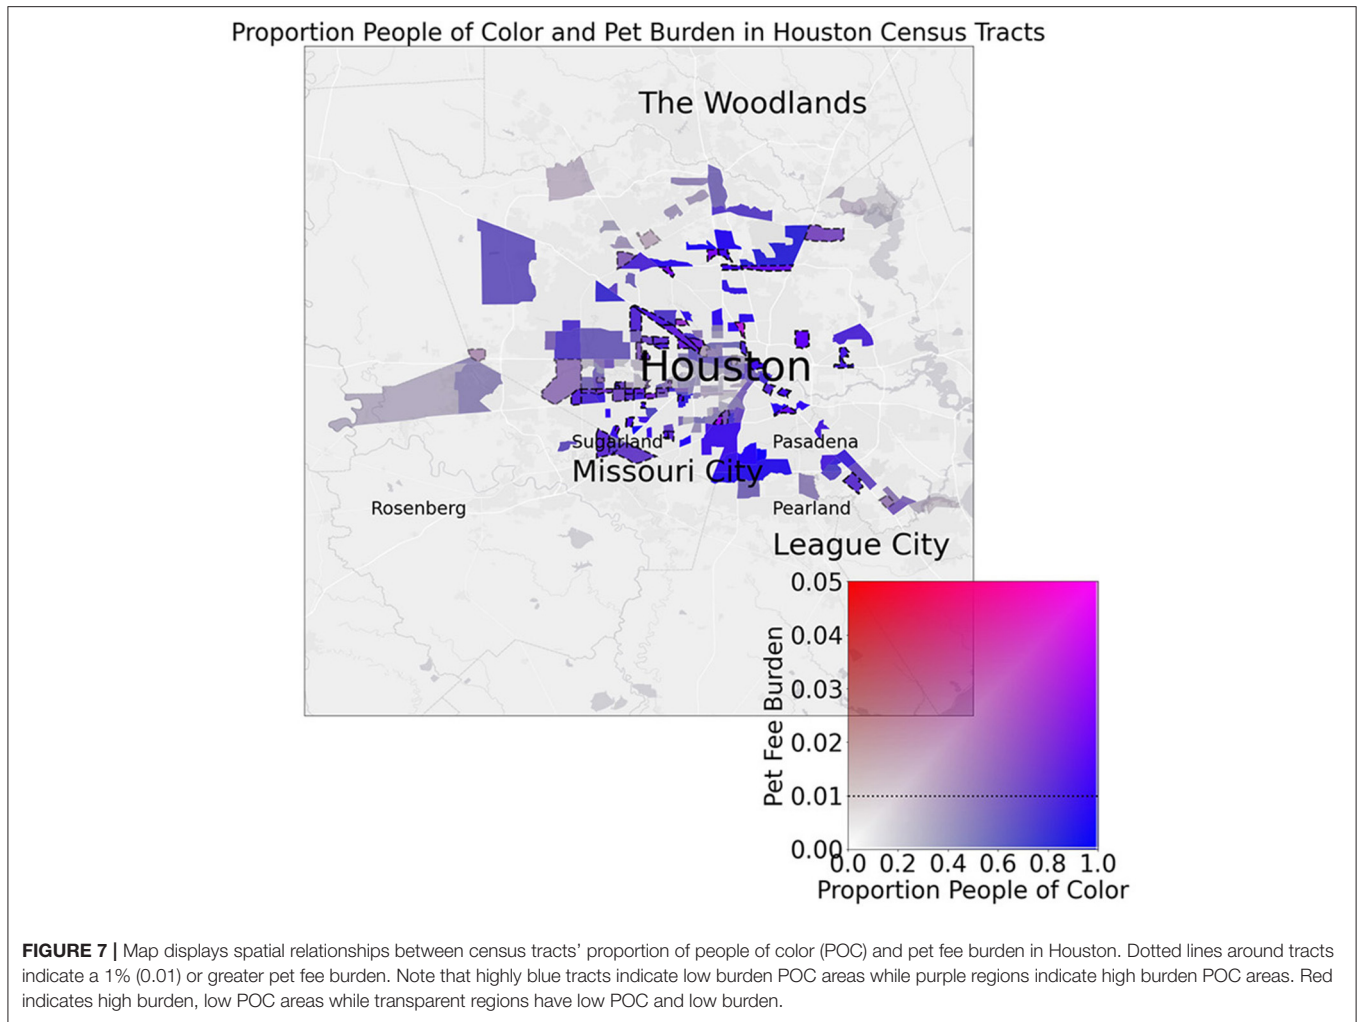 Proportion People of Color and Pet Burden in Houston Census Tracts
The Woodlands
Houston
Sugarland
Pasadena
Missouri City
Rosenberg
Pearland
League City
0.05
0.04
0.03
0.02
0.01
0.00
Pet Fee Burden
0.0 0.2 0.4 0.6 0.8 1.0
Proportion People of Color
FIGURE 7 | Map displays spatial relationships between census tracts' proportion of people of color (POC) and pet fee burden in Houston. Dotted lines around tracts
indicate a 1% (0.01) or greater pet fee burden. Note that highly blue tracts indicate low burden POC areas while purple regions indicate high burden POC areas. Red
indicates high burden, low POC areas while transparent regions have low POC and low burden.